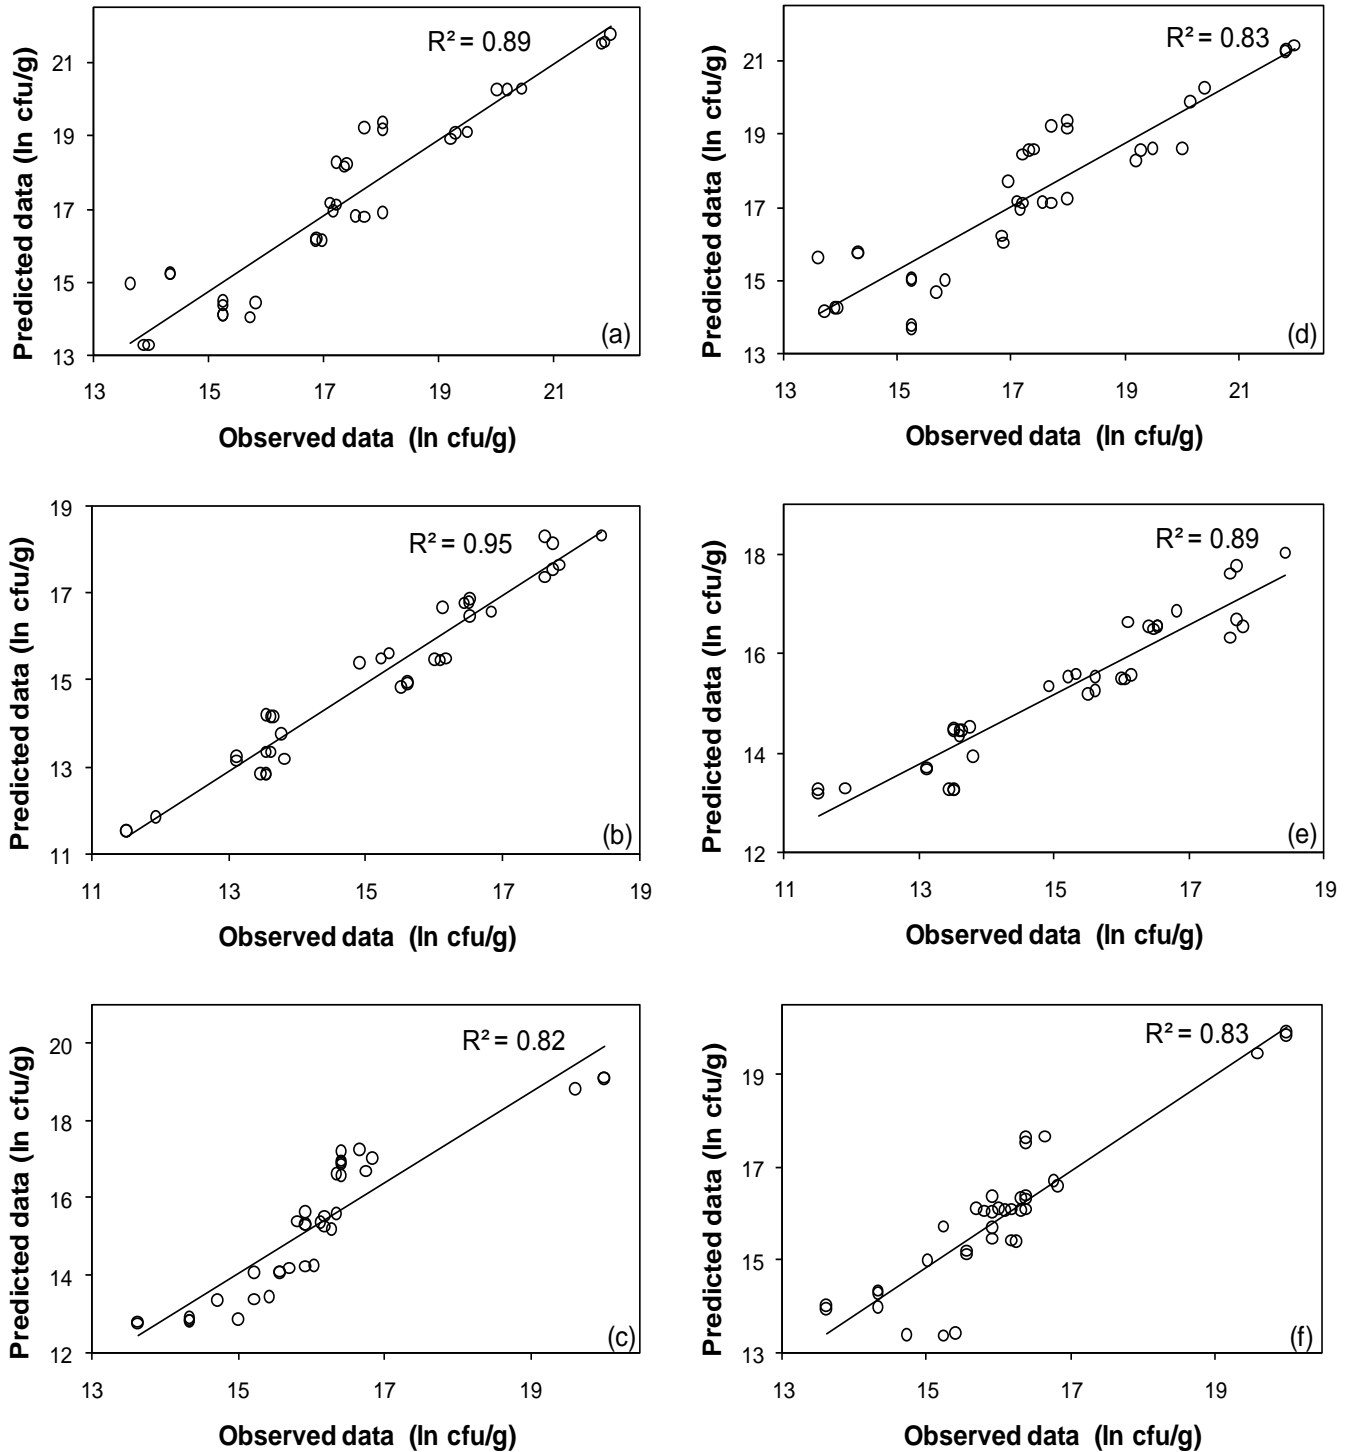 R² = 0.89
Predicted data (ln cfu/g)
21
19
17
15
13
(a)
13 15 17 19 21
Observed data (ln cfu/g)
R² = 0.83
Predicted data (ln cfu/g)
21
19
17
15
13
(d)
13 15 17 19 21
Observed data (ln cfu/g)
R² = 0.95
Predicted data (ln cfu/g)
19
17
15
13
11
(b)
11 13 15 17 19
Observed data (ln cfu/g)
R² = 0.89
Predicted data (ln cfu/g)
18
16
14
12
(e)
11 13 15 17 19
Observed data (ln cfu/g)
R² = 0.82
Predicted data (ln cfu/g)
20
18
16
14
12
(c)
13 15 17 19
Observed data (ln cfu/g)
R² = 0.83
Predicted data (ln cfu/g)
19
17
15
13
(f)
13 15 17 19
Observed data (ln cfu/g)